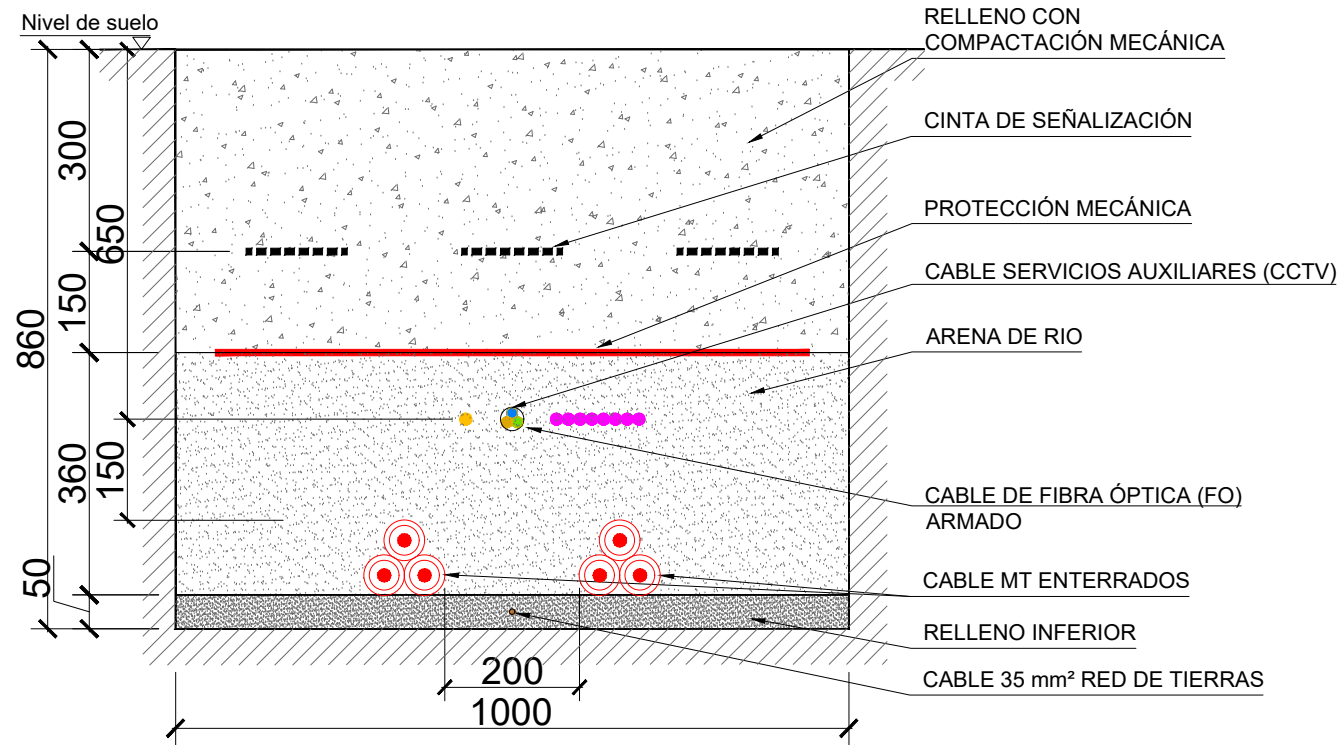 Nivel de suelo
RELLENO CON
COMPACTACIÓN MECÁNICA
CINTA DE SEÑALIZACIÓN
PROTECCIÓN MECÁNICA
CABLE SERVICIOS AUXILIARES (CCTV)
ARENA DE RIO
CABLE DE FIBRA ÓPTICA (FO)
ARMADO
CABLE MT ENTERRADOS
RELLENO INFERIOR
CABLE 35 mm² RED DE TIERRAS
300
650
150
860
360
150
50
200
1000